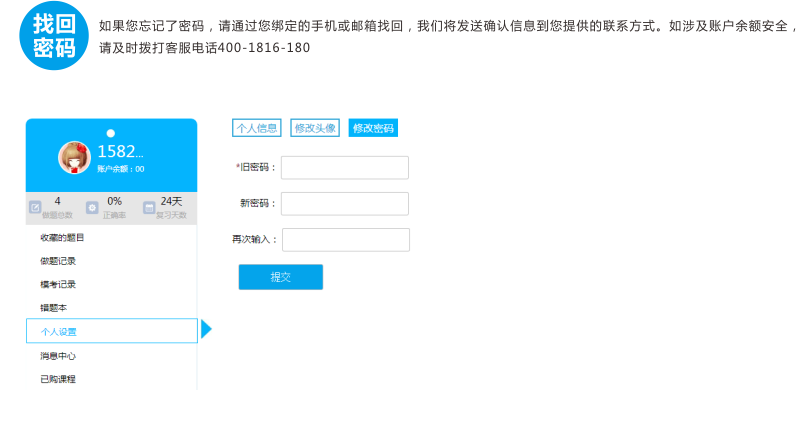 找回
密码
如果您忘记了密码，请通过您绑定的手机或邮箱找回，我们将发送确认信息到您提供的联系方式。如涉及账户余额安全，
请及时拨打客服电话400-1816-180
个人信息 修改头像 修改密码
1582...
账户余额：00
4 0% 24天
做题总数 正确率 复习天数
*旧密码：
新密码：
再次输入：
提交
收藏的题目
做题记录
模考记录
错题本
个人设置
消息中心
已购课程